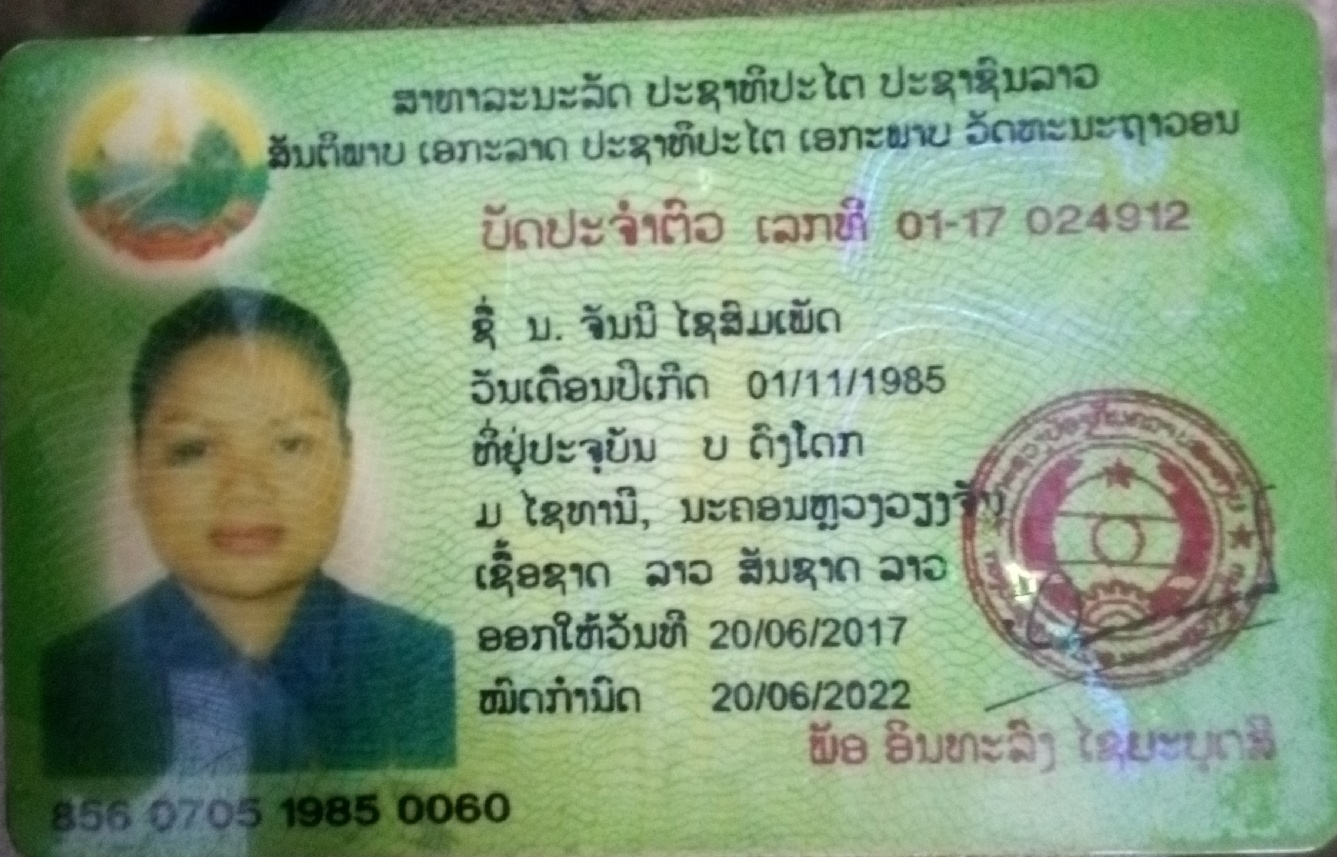 ສາທາລະນະລັດ ປະຊາທິປະໄຕ ປະຊາຊົນລາວ
ສັນຕິພາບ ເອກະລາດ ປະຊາທິປະໄຕ ເອກະພາບ ວັດທະນະຖາວອນ
ບັດປະຈຳຕົວ ເລກທີ 01-17 024912
ຊື່ ນ. ຈັນນີ ໄຊສົມເພັດ
ວັນເດືອນປີເກີດ 01/11/1985
ທີ່ຢູ່ປະຈຸບັນ ບ ດົງໂດກ
ມ ໄຊທານີ, ນະຄອນຫຼວງວຽງຈັນ
ເຊື້ອຊາດ ລາວ ສັນຊາດ ລາວ
ອອກໃຫ້ວັນທີ 20/06/2017
ໝົດກຳນົດ 20/06/2022
ພັອ ອິນທະລົງ ໄຊຍະບຸດສີ
856 0705 1985 0060